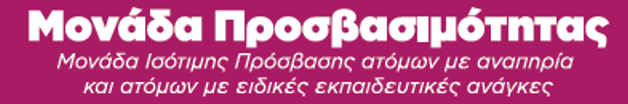 Μονάδα Προσβασιμότητας
Μονάδα Ισότιμης Πρόσβασης ατόμων με αναπηρία
και ατόμων με ειδικές εκπαιδευτικές ανάγκες